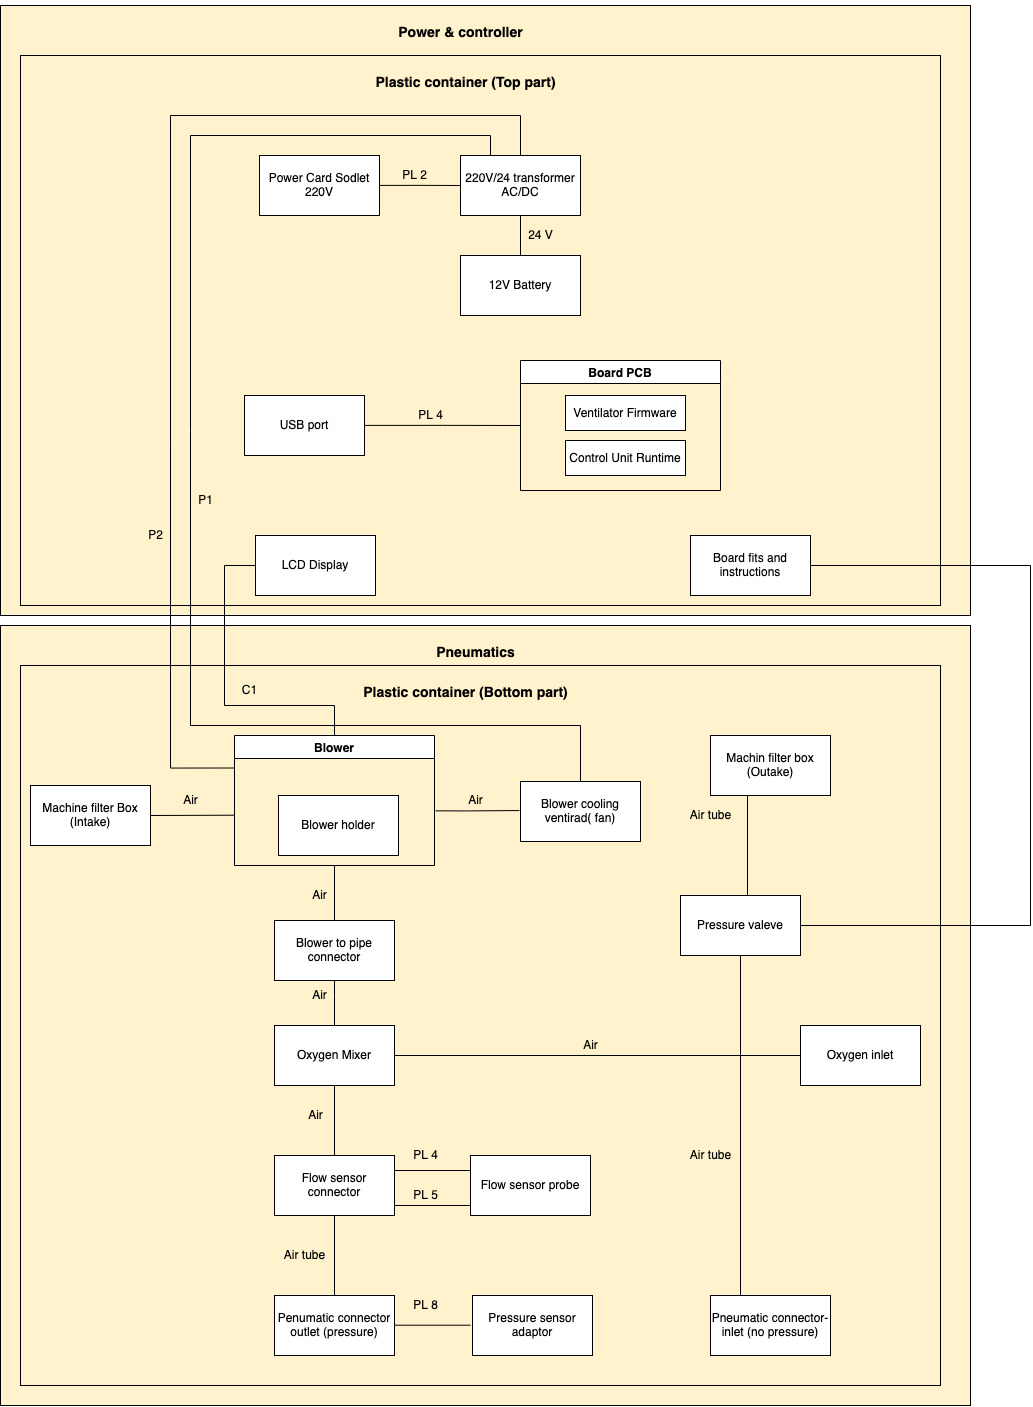 Power & controller
Plastic container (Top part)
Power Card Sodlet
220V
PL 2
220V/24 transformer
AC/DC
24 V
12V Battery
Board PCB
Ventilator Firmware
Control Unit Runtime
USB port
PL 4
P1
P2
LCD Display
Board fits and
instructions
Pneumatics
Plastic container (Bottom part)
C1
Blower
Blower holder
Machine filter Box
(Intake)
Air
Air
Blower cooling
ventirad( fan)
Machin filter box
(Outake)
Air tube
Air
Blower to pipe
connector
Pressure valeve
Air
Oxygen Mixer
Air
Oxygen inlet
Air
Flow sensor
connector
PL 4
PL 5
Flow sensor probe
Air tube
Air tube
Penumatic connector
outlet (pressure)
PL 8
Pressure sensor
adaptor
Pneumatic connector-
inlet (no pressure)